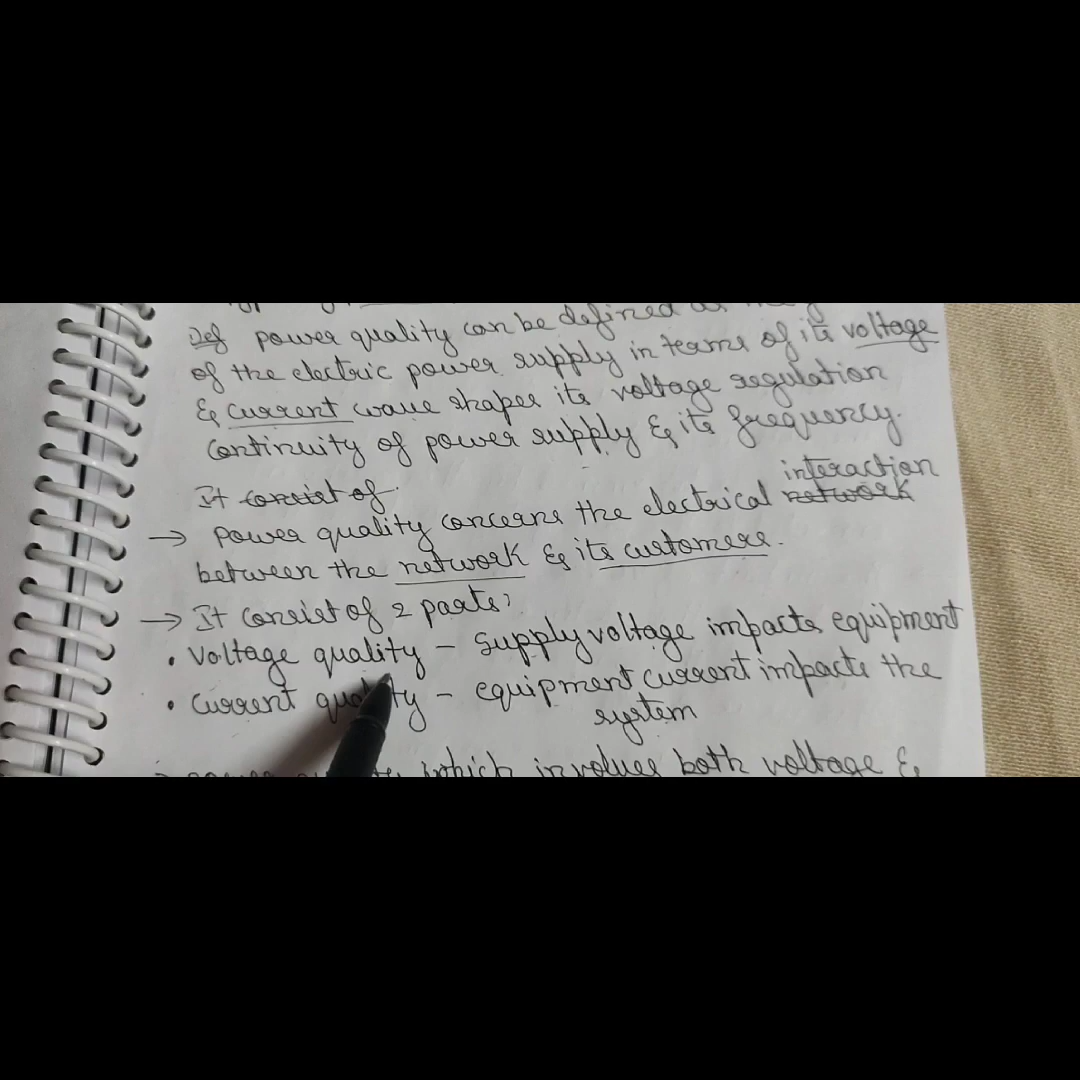 Def power quality can be defined as the
of the electric power supply in terms of its voltage
& current wave shapes its voltage regulation
Continuity of power supply & its frequency.
It consist of
interaction
→ power quality concerns the electrical network
between the network & its customers.
→ It consist of 2 parts:
• Voltage quality - Supply voltage impacts equipment
• Current quality - equipment current impacts the
system
which involves both voltage &